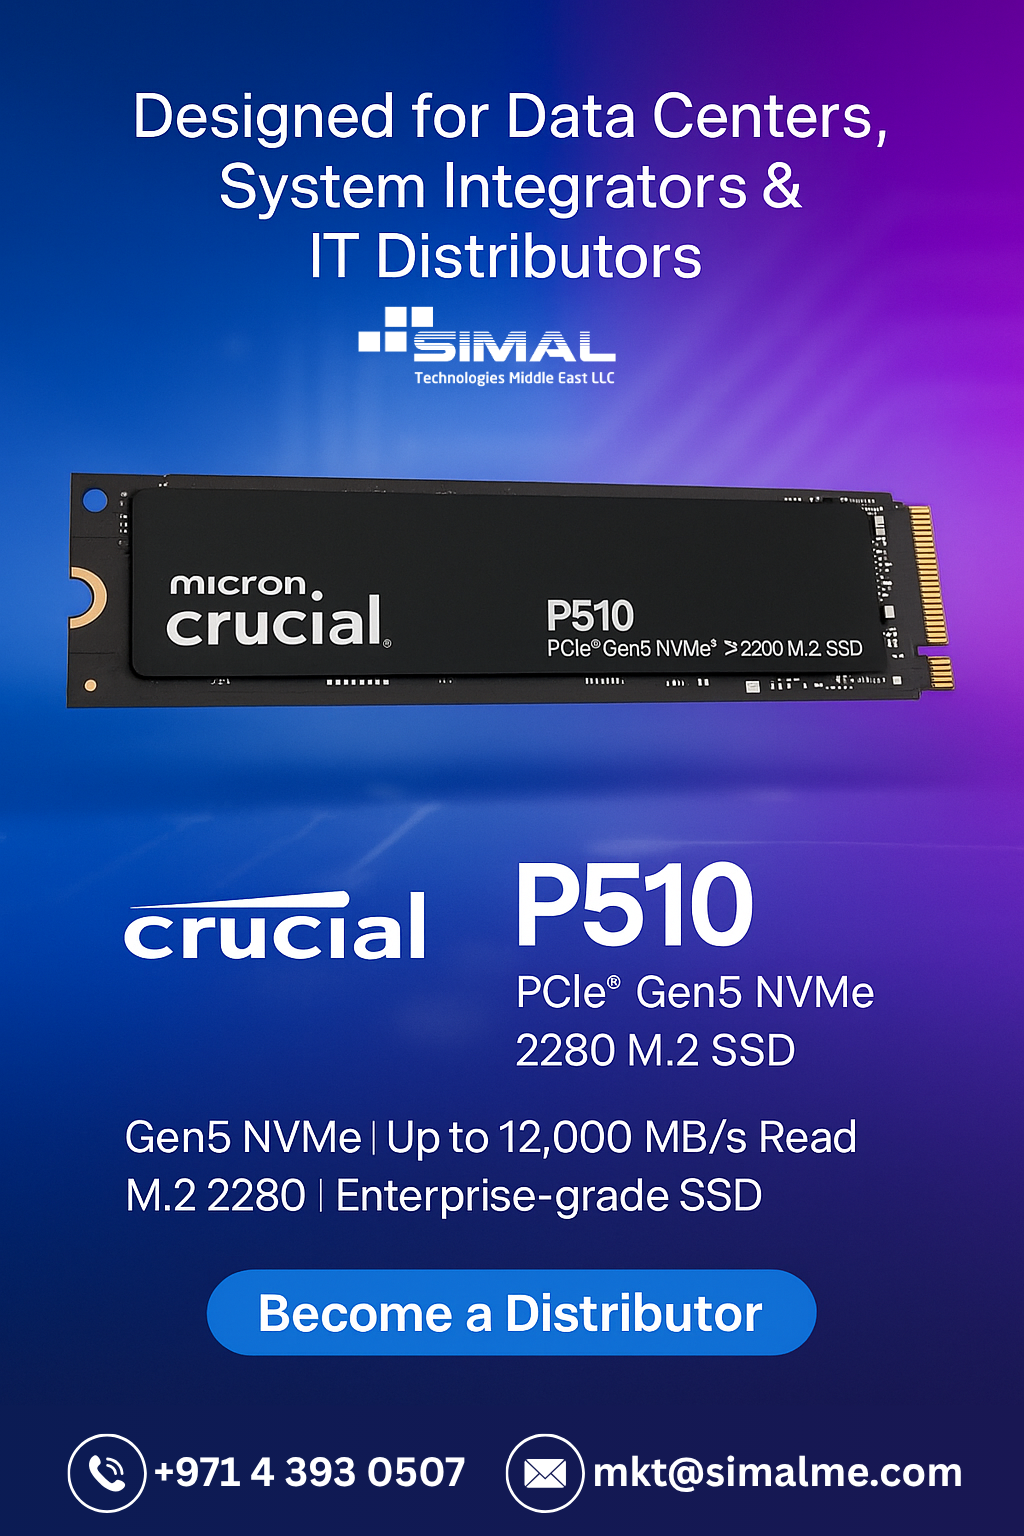 Designed for Data Centers,
System Integrators &
IT Distributors
SIMAL
Technologies Middle East LLC
micron
crucial®
P510
PCIe® Gen5 NVMe³ 2200 M.2 SSD
crucial
P510
PCIe® Gen5 NVMe
2280 M.2 SSD
Gen5 NVMe | Up to 12,000 MB/s Read
M.2 2280 | Enterprise-grade SSD
Become a Distributor
+971 4 393 0507
mkt@simalme.com